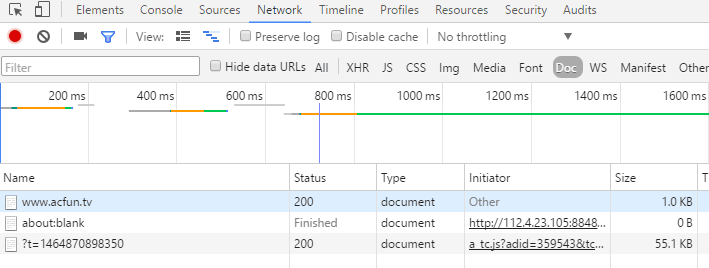 Elements Console Sources Network Timeline Profiles Resources Security Audits
View: Preserve log Disable cache No throttling
Filter Hide data URLs All XHR JS CSS Img Media Font Doc WS Manifest Other
200 ms 400 ms 600 ms 800 ms 1000 ms 1200 ms 1400 ms 1600 ms
Name Status Type Initiator Size T
www.acfun.tv 200 document Other 1.0 KB
about:blank Finished document http://112.4.23.105:8848... 0 B
?t=1464870898350 200 document a_tc.js?adid=359543&tc... 55.1 KB